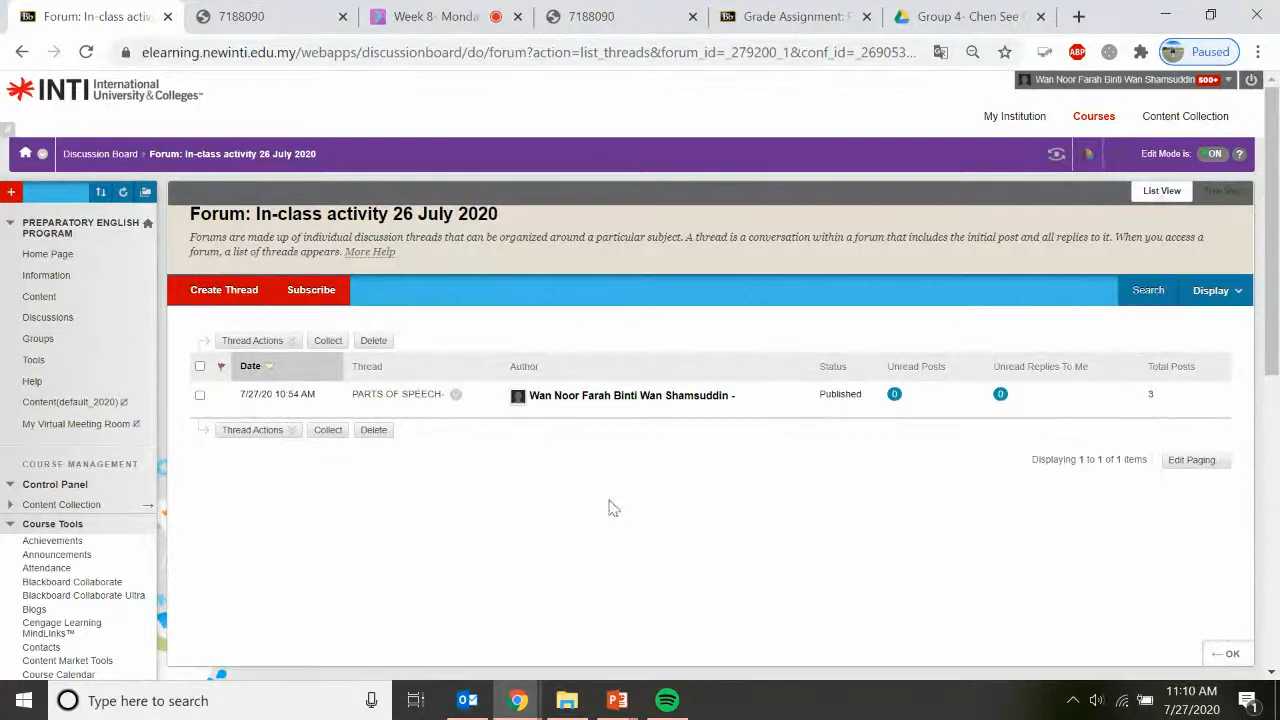 Forum: In-class activ
7188090
Week 8- Monda
7188090
Grade Assignment: F
Group 4- Chen See
elearning.newinti.edu.my/webapps/discussionboard/do/forum?action=list_threads&forum_id=_279200_1&conf_id=_269053...
ABP
Paused
INTI International University & Colleges™
Wan Noor Farah Binti Wan Shamsuddin 500+
My Institution
Courses
Content Collection
Discussion Board
Forum: In-class activity 26 July 2020
Edit Mode is: ON ?
List View
PREPARATORY ENGLISH PROGRAM
Home Page
Information
Content
Discussions
Groups
Tools
Help
Content(default_2020)
My Virtual Meeting Room
COURSE MANAGEMENT
Control Panel
Content Collection
Course Tools
Achievements
Announcements
Attendance
Blackboard Collaborate
Blackboard Collaborate Ultra
Blogs
Cengage Learning MindLinks™
Contacts
Content Market Tools
Course Calendar
Forum: In-class activity 26 July 2020
Forums are made up of individual discussion threads that can be organized around a particular subject. A thread is a conversation within a forum that includes the initial post and all replies to it. When you access a
forum, a list of threads appears. More Help
Create Thread
Subscribe
Search
Display
Thread Actions
Collect
Delete
Date
Thread
Author
Status
Unread Posts
Unread Replies To Me
Total Posts
7/27/20 10:54 AM
PARTS OF SPEECH-
Wan Noor Farah Binti Wan Shamsuddin -
Published
0
0
3
Thread Actions
Collect
Delete
Displaying 1 to 1 of 1 items
Edit Paging...
← OK
Type here to search
11:10 AM
7/27/2020
1